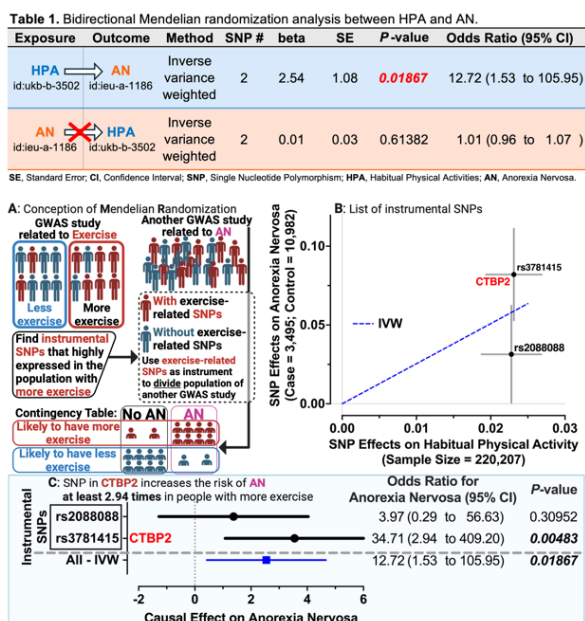 Table 1. Bidirectional Mendelian randomization analysis between HPA and AN.
Exposure Outcome Method SNP # beta SE P-value Odds Ratio (95% CI)
HPA AN Inverse variance weighted 2 2.54 1.08 0.01867 12.72 (1.53 to 105.95)
id:ukb-b-3502 id:ieu-a-1186
AN HPA Inverse variance weighted 2 0.01 0.03 0.61382 1.01 (0.96 to 1.07 )
id:ieu-a-1186 id:ukb-b-3502
SE, Standard Error; CI, Confidence Interval; SNP, Single Nucleotide Polymorphism; HPA, Habitual Physical Activities; AN, Anorexia Nervosa.
A: Conception of Mendelian Randomization
GWAS study
related to Exercise
Less
exercise
More
exercise
Another GWAS study
related to AN
With exercise-
related SNPs
Without exercise-
related SNPs
Use exercise-related
SNPs as instrument
to divide population of
another GWAS study
Find instrumental
SNPs that highly
expressed in the
population with
more exercise
Contingency Table:
No AN
AN
Likely to have more
exercise
Likely to have less
exercise
B: List of instrumental SNPs
SNP Effects on Anorexia Nervosa
(Case = 3,495; Control = 10,982)
0.10
0.05
0.00
IVW
rs3781415
CTBP2
rs2088088
0.00 0.01 0.02 0.03
SNP Effects on Habitual Physical Activity
(Sample Size = 220,207)
C: SNP in CTBP2 increases the risk of AN
at least 2.94 times in people with more exercise
Odds Ratio for
Anorexia Nervosa (95% CI)
P-value
Instrumental
SNPs
rs2088088 3.97 (0.29 to 56.63) 0.30952
rs3781415 CTBP2 34.71 (2.94 to 409.20) 0.00483
All - IVW 12.72 (1.53 to 105.95) 0.01867
-2 0 2 4 6
Causal Effect on Anorexia Nervosa